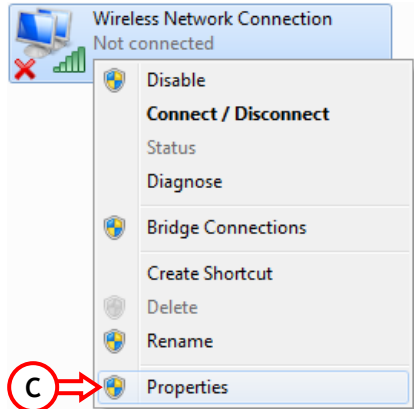 Wireless Network Connection
Not connected
Disable
Connect / Disconnect
Status
Diagnose
Bridge Connections
Create Shortcut
Delete
Rename
C Properties